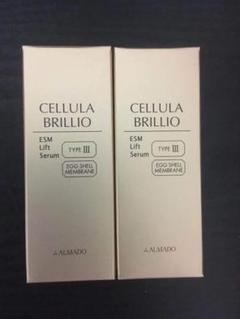 CELLULA
BRILLIO
ESM
Lift
Serum
TYPE III
EGG SHELL
MEMBRANE
ALMADO
CELLULA
BRILLIO
ESM
Lift
Serum
TYPE III
EGG SHELL
MEMBRANE
ALMADO